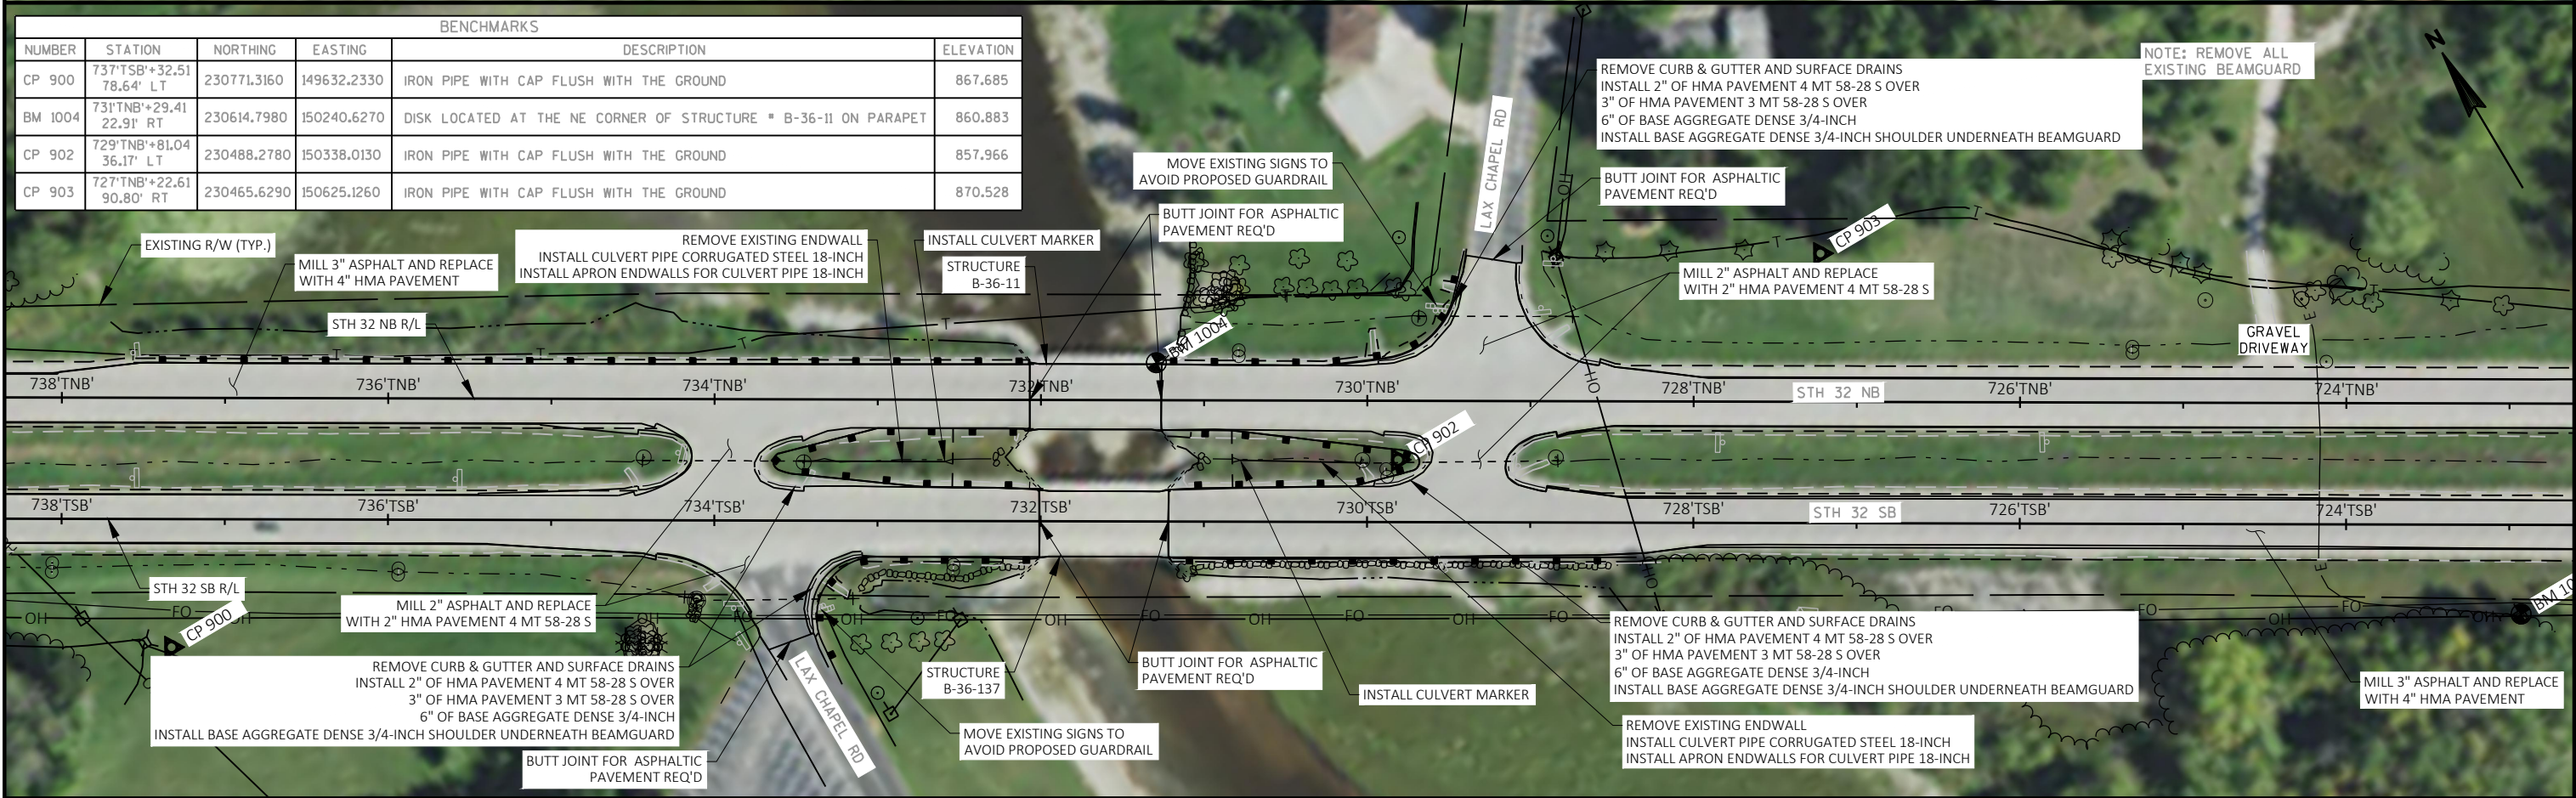 BENCHMARKS
NUMBER STATION NORTHING EASTING DESCRIPTION ELEVATION
CP 900 737'TSB'+32.51 78.64' LT 230771.3160 149632.2330 IRON PIPE WITH CAP FLUSH WITH THE GROUND 867.685
BM 1004 731'TNB'+29.41 22.91' RT 230614.7980 150240.6270 DISK LOCATED AT THE NE CORNER OF STRUCTURE B-36-11 ON PARAPET 860.883
CP 902 729'TNB'+81.04 36.17' LT 230488.2780 150338.0130 IRON PIPE WITH CAP FLUSH WITH THE GROUND 857.966
CP 903 727'TNB'+22.61 90.80' RT 230465.6290 150625.1260 IRON PIPE WITH CAP FLUSH WITH THE GROUND 870.528
NOTE: REMOVE ALL
EXISTING BEAMGUARD
N
REMOVE CURB & GUTTER AND SURFACE DRAINS
INSTALL 2" OF HMA PAVEMENT 4 MT 58-28 S OVER
3" OF HMA PAVEMENT 3 MT 58-28 S OVER
6" OF BASE AGGREGATE DENSE 3/4-INCH
INSTALL BASE AGGREGATE DENSE 3/4-INCH SHOULDER UNDERNEATH BEAMGUARD
LAX CHAPEL RD
MOVE EXISTING SIGNS TO
AVOID PROPOSED GUARDRAIL
BUTT JOINT FOR ASPHALTIC
PAVEMENT REQ'D
OH
BUTT JOINT FOR ASPHALTIC
PAVEMENT REQ'D
T
T
CP 903
EXISTING R/W (TYP.)
MILL 3" ASPHALT AND REPLACE
WITH 4" HMA PAVEMENT
REMOVE EXISTING ENDWALL
INSTALL CULVERT PIPE CORRUGATED STEEL 18-INCH
INSTALL APRON ENDWALLS FOR CULVERT PIPE 18-INCH
INSTALL CULVERT MARKER
STRUCTURE
B-36-11
MILL 2" ASPHALT AND REPLACE
WITH 2" HMA PAVEMENT 4 MT 58-28 S
T
STH 32 NB R/L
T
T
T
T
BM 1004
E
GRAVEL
DRIVEWAY
738'TNB'
736'TNB'
734'TNB'
732'TNB'
730'TNB'
OH
728'TNB'
STH 32 NB
726'TNB'
724'TNB'
CP 902
738'TSB'
736'TSB'
734'TSB'
732'TSB'
730'TSB'
728'TSB'
STH 32 SB
726'TSB'
724'TSB'
OH
E
STH 32 SB R/L
OH
FO
OH
CP 900
FO
OH
FO
OH
FO
OH
FO
OH
FO
FO
FO
OH
FO
OH
BM 10
MILL 2" ASPHALT AND REPLACE
WITH 2" HMA PAVEMENT 4 MT 58-28 S
REMOVE CURB & GUTTER AND SURFACE DRAINS
INSTALL 2" OF HMA PAVEMENT 4 MT 58-28 S OVER
3" OF HMA PAVEMENT 3 MT 58-28 S OVER
6" OF BASE AGGREGATE DENSE 3/4-INCH
INSTALL BASE AGGREGATE DENSE 3/4-INCH SHOULDER UNDERNEATH BEAMGUARD
BUTT JOINT FOR ASPHALTIC
PAVEMENT REQ'D
LAX CHAPEL RD
STRUCTURE
B-36-137
MOVE EXISTING SIGNS TO
AVOID PROPOSED GUARDRAIL
BUTT JOINT FOR ASPHALTIC
PAVEMENT REQ'D
INSTALL CULVERT MARKER
REMOVE CURB & GUTTER AND SURFACE DRAINS
INSTALL 2" OF HMA PAVEMENT 4 MT 58-28 S OVER
3" OF HMA PAVEMENT 3 MT 58-28 S OVER
6" OF BASE AGGREGATE DENSE 3/4-INCH
INSTALL BASE AGGREGATE DENSE 3/4-INCH SHOULDER UNDERNEATH BEAMGUARD
REMOVE EXISTING ENDWALL
INSTALL CULVERT PIPE CORRUGATED STEEL 18-INCH
INSTALL APRON ENDWALLS FOR CULVERT PIPE 18-INCH
MILL 3" ASPHALT AND REPLACE
WITH 4" HMA PAVEMENT